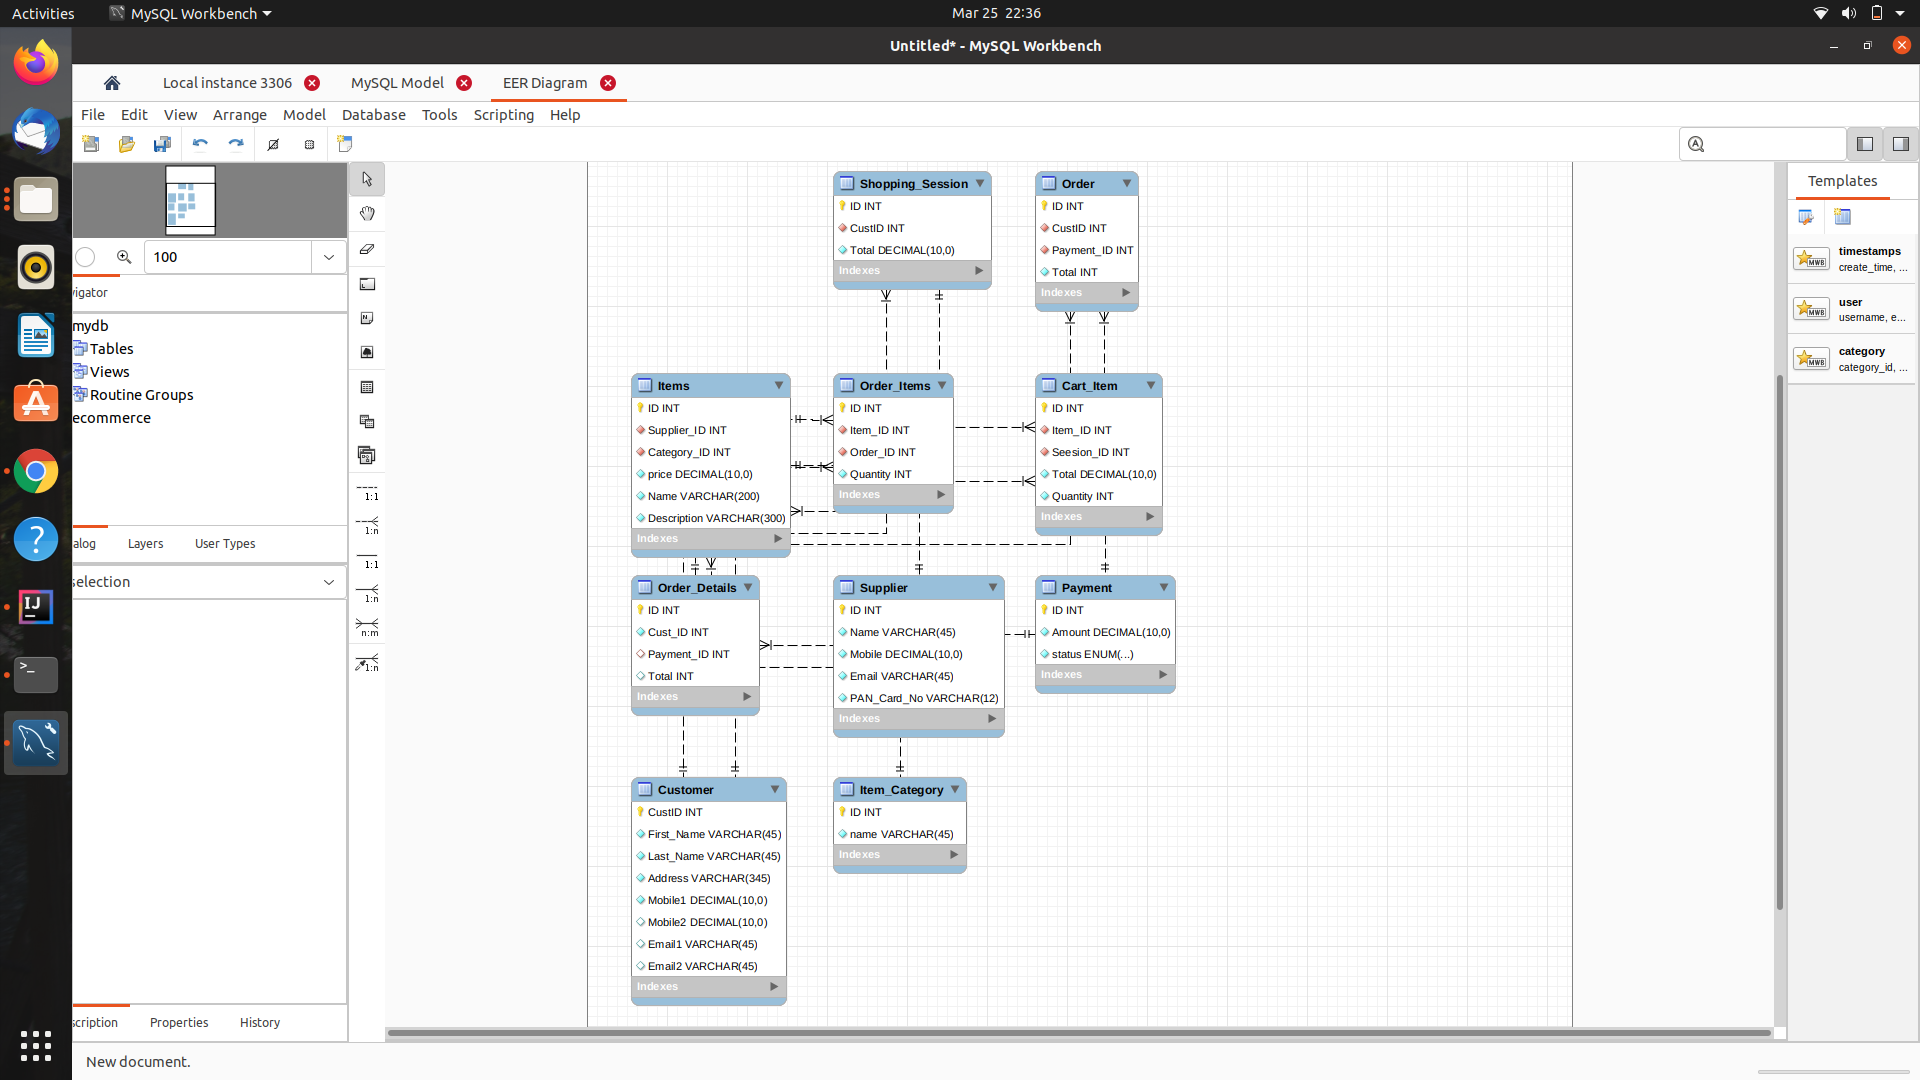 Activities
MySQL Workbench
Mar 25 22:36
Untitled* - MySQL Workbench
Local instance 3306
MySQL Model
EER Diagram
File Edit View Arrange Model Database Tools Scripting Help
100
vigator
mydb
Tables
Views
Routine Groups
ecommerce
alog Layers User Types
selection
scription Properties History
New document.
1:1
1:n
1:1
1:n
n:m
1:n
Shopping_Session
ID INT
CustID INT
Total DECIMAL(10,0)
Indexes
Order
ID INT
CustID INT
Payment_ID INT
Total INT
Indexes
Items
ID INT
Supplier_ID INT
Category_ID INT
price DECIMAL(10,0)
Name VARCHAR(200)
Description VARCHAR(300)
Indexes
Order_Items
ID INT
Item_ID INT
Order_ID INT
Quantity INT
Indexes
Cart_Item
ID INT
Item_ID INT
Seesion_ID INT
Total DECIMAL(10,0)
Quantity INT
Indexes
Order_Details
ID INT
Cust_ID INT
Payment_ID INT
Total INT
Indexes
Supplier
ID INT
Name VARCHAR(45)
Mobile DECIMAL(10,0)
Email VARCHAR(45)
PAN_Card_No VARCHAR(12)
Indexes
Payment
ID INT
Amount DECIMAL(10,0)
status ENUM(...)
Indexes
Customer
CustID INT
First_Name VARCHAR(45)
Last_Name VARCHAR(45)
Address VARCHAR(345)
Mobile1 DECIMAL(10,0)
Mobile2 DECIMAL(10,0)
Email1 VARCHAR(45)
Email2 VARCHAR(45)
Indexes
Item_Category
ID INT
name VARCHAR(45)
Indexes
Templates
MWB
timestamps
create_time, ...
MWB
user
username, e...
MWB
category
category_id, ...